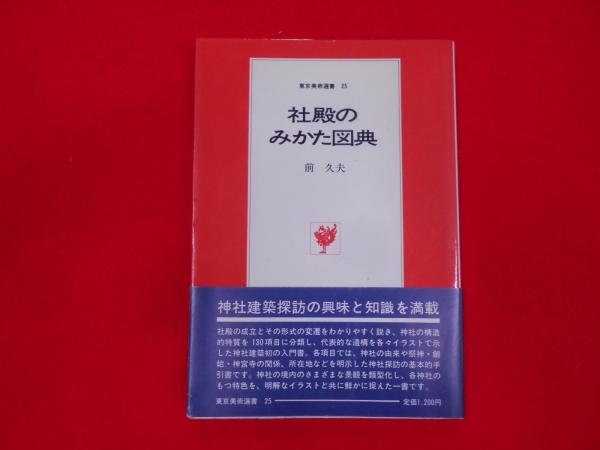 東京美術選書 25
社殿の
みかた図典
前 久夫
神社建築探訪の興味と知識を満載
社殿の成立とその形式の変遷をわかりやすく説き、神社の構造
的特質を130項目に分類し、代表的な遺構を各々イラストで示
した神社建築初の入門書。各項目では、神社の由来や祭神・創
始・神宮寺の関係、所在地などを明示した神社探訪の基本的手
引書です。神社の境内のさまざまな景観を類型化し、各神社の
もつ特色を、明解なイラストと共に鮮かに捉えた一書です。
東京美術選書 25 定価1,200円